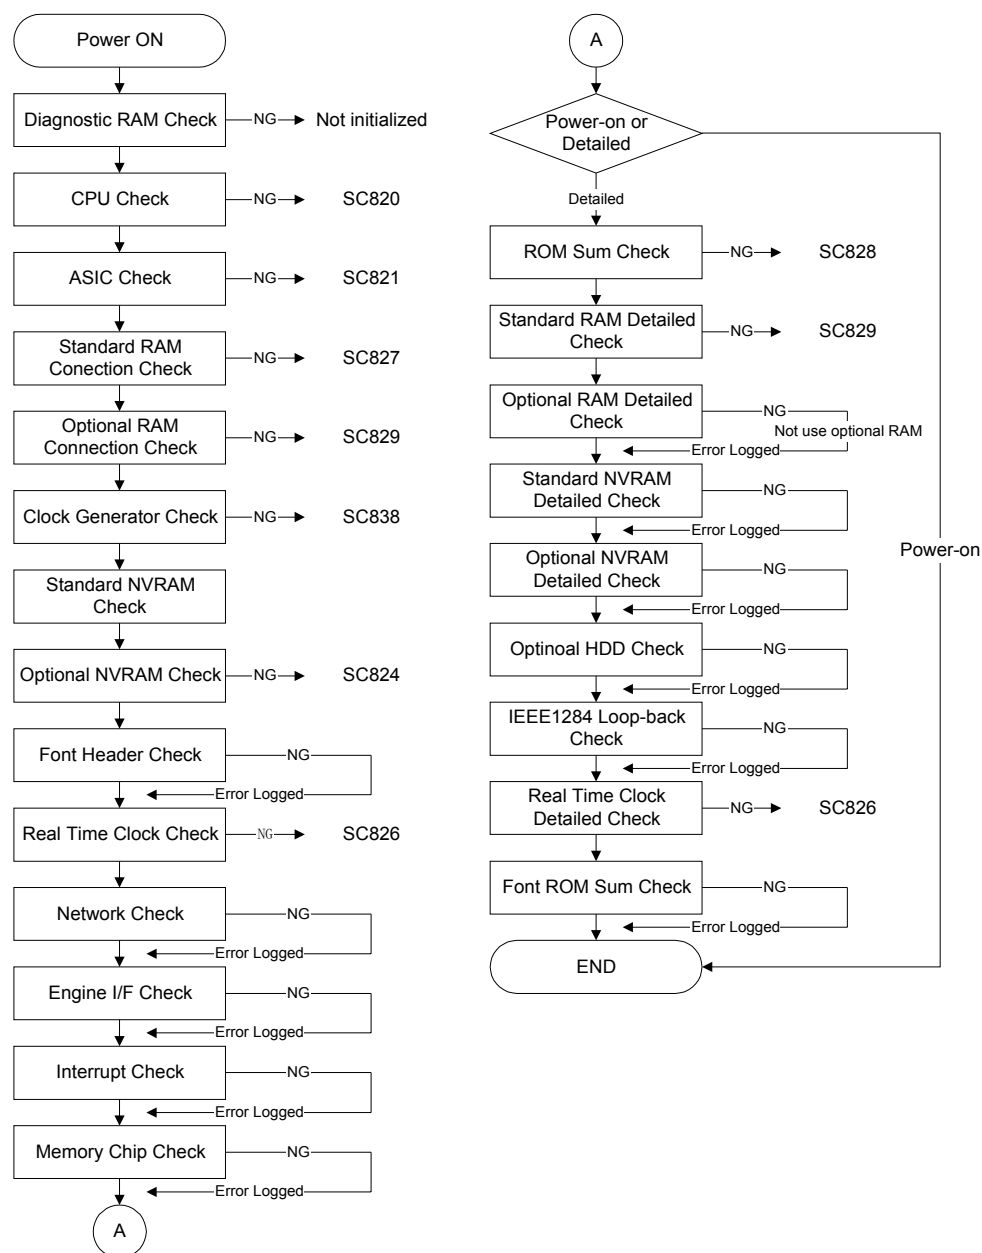 Power ON
Diagnostic RAM Check
NG
Not initialized
CPU Check
NG
SC820
ASIC Check
NG
SC821
Standard RAM
Conection Check
NG
SC827
Optional RAM
Connection Check
NG
SC829
Clock Generator Check
NG
SC838
Standard NVRAM
Check
Optional NVRAM Check
NG
SC824
Font Header Check
NG
Error Logged
Real Time Clock Check
NG
SC826
Network Check
NG
Error Logged
Engine I/F Check
NG
Error Logged
Interrupt Check
NG
Error Logged
Memory Chip Check
NG
Error Logged
A
A
Power-on or
Detailed
Detailed
Power-on
ROM Sum Check
NG
SC828
Standard RAM Detailed
Check
NG
SC829
Optional RAM Detailed
Check
NG
Not use optional RAM
Error Logged
Standard NVRAM
Detailed Check
NG
Error Logged
Optional NVRAM
Detailed Check
NG
Error Logged
Optinoal HDD Check
NG
Error Logged
IEEE1284 Loop-back
Check
NG
Error Logged
Real Time Clock
Detailed Check
NG
SC826
Font ROM Sum Check
NG
Error Logged
END